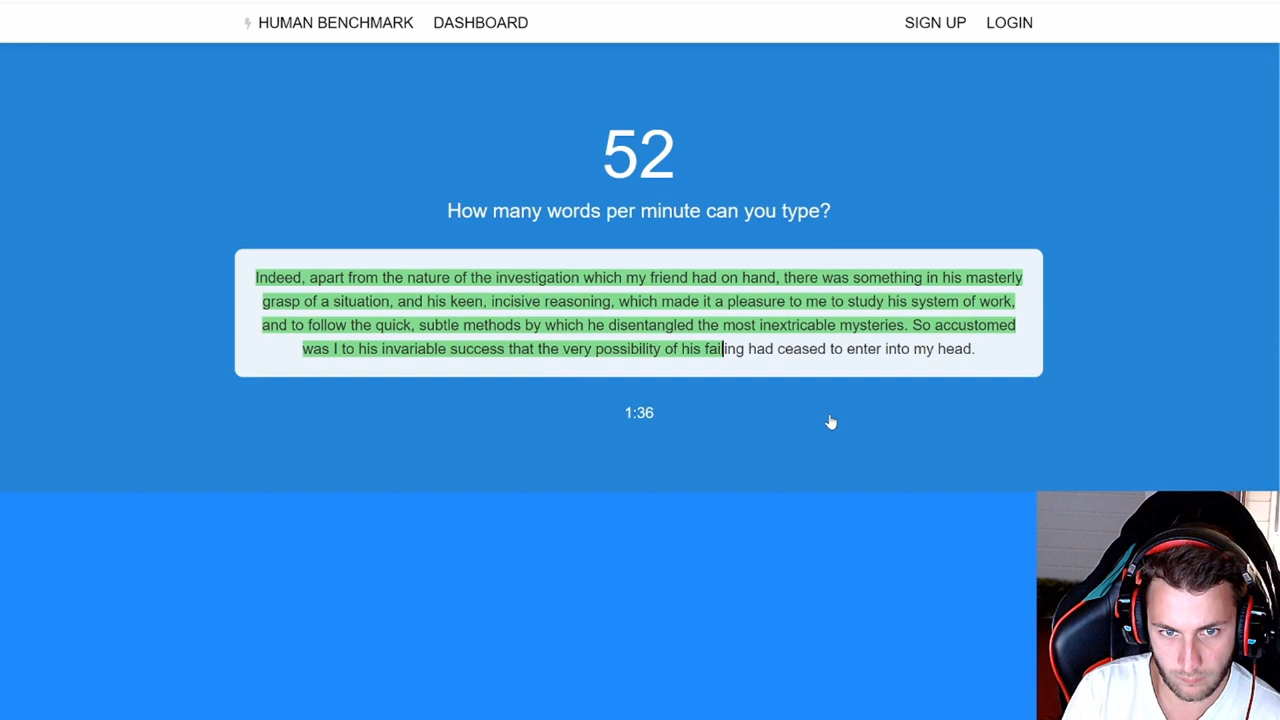 HUMAN BENCHMARK DASHBOARD SIGN UP LOGIN
52
How many words per minute can you type?
Indeed, apart from the nature of the investigation which my friend had on hand, there was something in his masterly
grasp of a situation, and his keen, incisive reasoning, which made it a pleasure to me to study his system of work,
and to follow the quick, subtle methods by which he disentangled the most inextricable mysteries. So accustomed
was I to his invariable success that the very possibility of his failing had ceased to enter into my head.
1:36